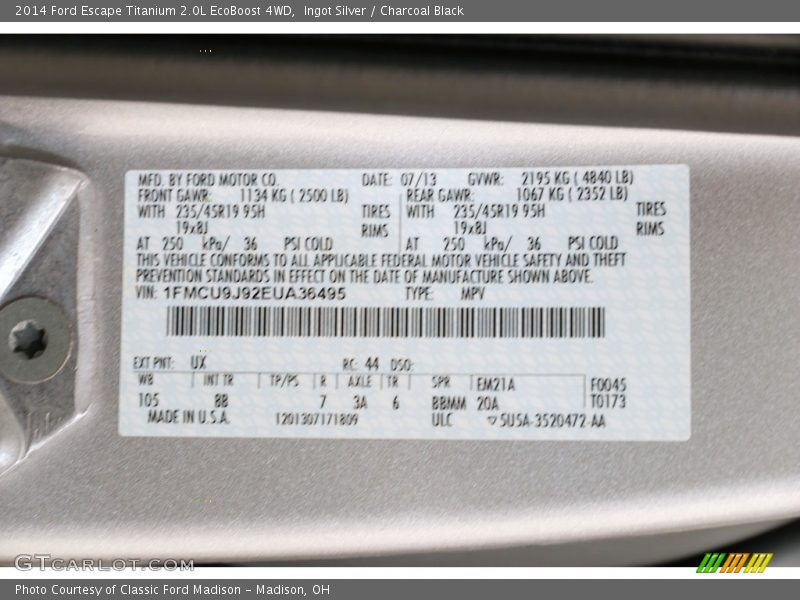 2014 Ford Escape Titanium 2.0L EcoBoost 4WD, Ingot Silver / Charcoal Black
MFD. BY FORD MOTOR CO. DATE: 07/13 GVWR: 2195 KG ( 4840 LB)
FRONT GAWR: 1134 KG ( 2500 LB) REAR GAWR: 1067 KG ( 2352 LB)
WITH 235/45R19 95H TIRES WITH 235/45R19 95H TIRES
19x8J RIMS 19x8J RIMS
AT 250 kPa/ 36 PSI COLD AT 250 kPa/ 36 PSI COLD
THIS VEHICLE CONFORMS TO ALL APPLICABLE FEDERAL MOTOR VEHICLE SAFETY AND THEFT
PREVENTION STANDARDS IN EFFECT ON THE DATE OF MANUFACTURE SHOWN ABOVE.
VIN: 1FMCU9J92EUA36495 TYPE: MPV
EXT PNT: UX RC: 44 DSO:
WB INT TR TP/PS R AXLE TR SPR EM21A F0045
105 8B 7 3A 6 BBMM 20A T0173
MADE IN U.S.A. 1201307171809 ULC ▽5U5A-3520472-AA
GTcarlot.com
Photo Courtesy of Classic Ford Madison - Madison, OH